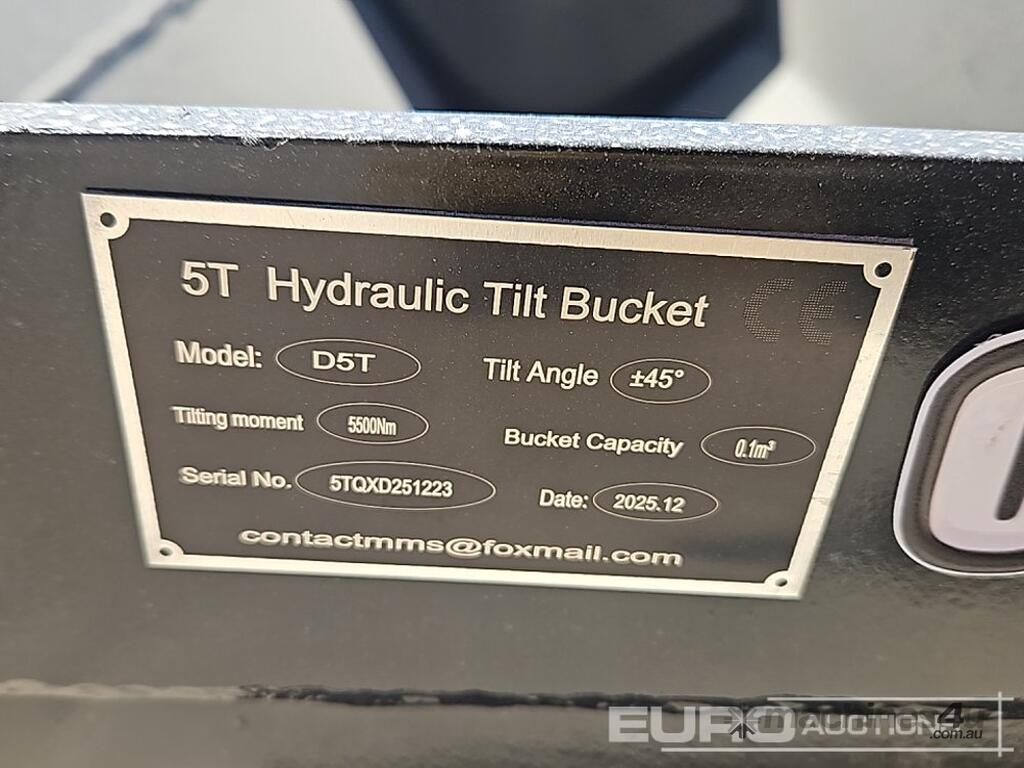 5T Hydraulic Tilt Bucket CE
Model: D5T Tilt Angle ±45°
Tilting moment 5500Nm Bucket Capacity 0.1m³
Serial No. 5TQXD251223 Date: 2025.12
contactmms@foxmail.com
EURO AUCTIONS
.com.au